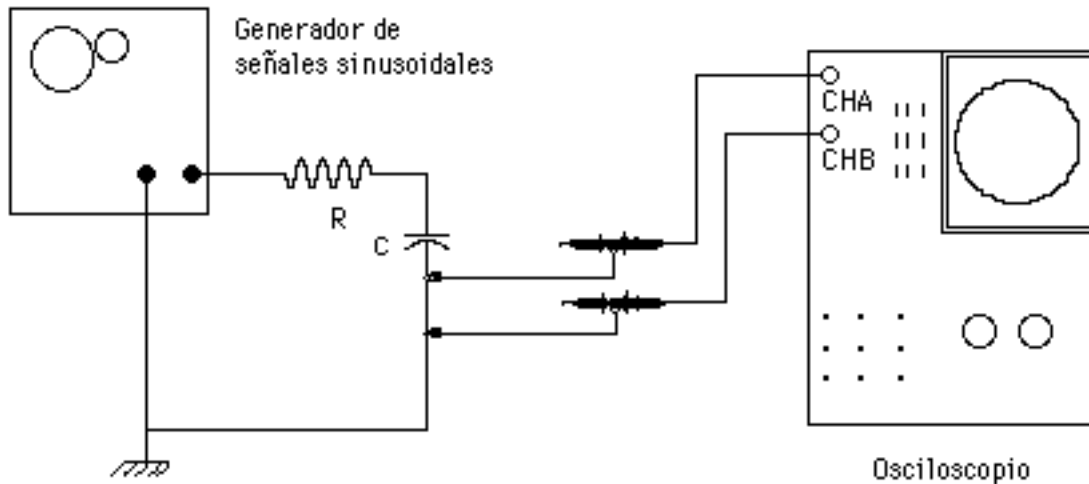 Generador de
señales sinusoidales
CHA
CHB
R
C
Osciloscopio